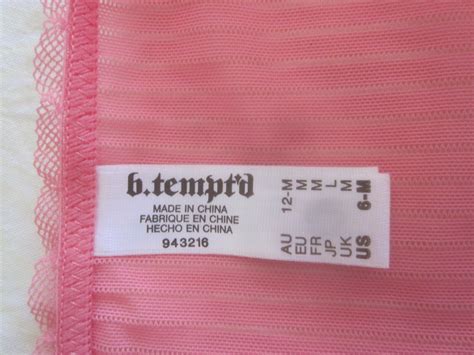 b.tempt'd
MADE IN CHINA
FABRIQUE EN CHINE
HECHO EN CHINA
943216
AU 12-M
EU M
FR M
JP L
UK M
US 6-M